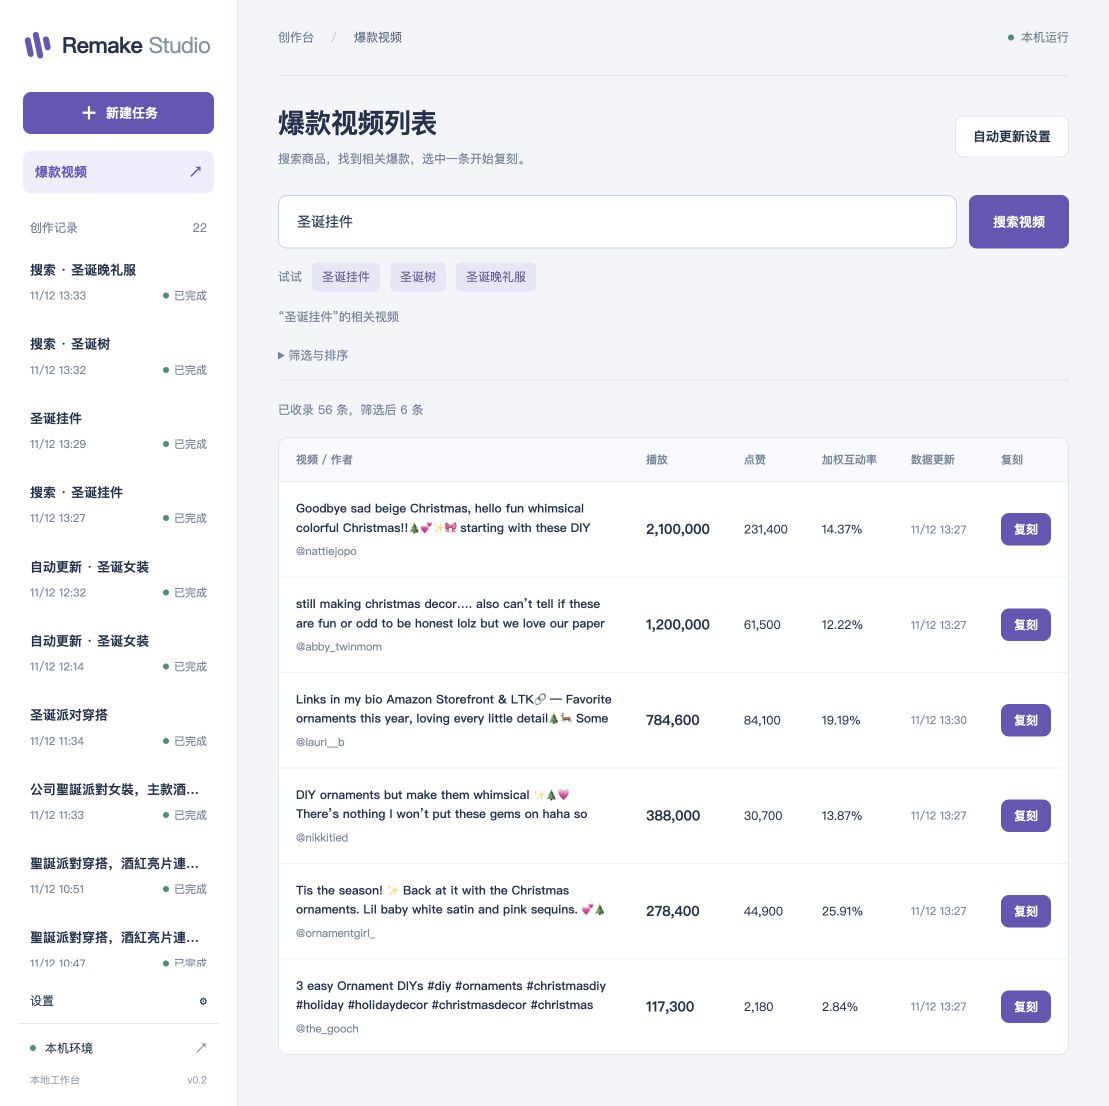 Remake Studio
＋ 新建任务
爆款视频 ↗
创作记录 22
搜索 · 圣诞晚礼服
11/12 13:33 已完成
搜索 · 圣诞树
11/12 13:32 已完成
圣诞挂件
11/12 13:29 已完成
搜索 · 圣诞挂件
11/12 13:27 已完成
自动更新 · 圣诞女装
11/12 12:32 已完成
自动更新 · 圣诞女装
11/12 12:14 已完成
圣诞派对穿搭
11/12 11:34 已完成
公司聖誕派對女裝，主款酒...
11/12 11:33 已完成
聖誕派對穿搭，酒紅亮片連...
11/12 10:51 已完成
聖誕派對穿搭，酒紅亮片連...
11/12 10:47 已完成
设置
本机环境 ↗
本地工作台 v0.2
创作台 / 爆款视频
本机运行
爆款视频列表
搜索商品，找到相关爆款，选中一条开始复刻。
自动更新设置
圣诞挂件
搜索视频
试试 圣诞挂件 圣诞树 圣诞晚礼服
“圣诞挂件”的相关视频
▶ 筛选与排序
已收录 56 条，筛选后 6 条
视频 / 作者 播放 点赞 加权互动率 数据更新 复刻
Goodbye sad beige Christmas, hello fun whimsical
colorful Christmas!!🎄💕✨🎀 starting with these DIY
@nattiejopo
2,100,000 231,400 14.37% 11/12 13:27 复刻
still making christmas decor.... also can’t tell if these
are fun or odd to be honest lolz but we love our paper
@abby_twinmom
1,200,000 61,500 12.22% 11/12 13:27 复刻
Links in my bio Amazon Storefront & LTK🔗 — Favorite
ornaments this year, loving every little detail🎄🦌 Some
@lauri__b
784,600 84,100 19.19% 11/12 13:30 复刻
DIY ornaments but make them whimsical ✨🎄💗
There’s nothing I won’t put these gems on haha so
@nikkitied
388,000 30,700 13.87% 11/12 13:27 复刻
Tis the season! ✨ Back at it with the Christmas
ornaments. Lil baby white satin and pink sequins. 💕🎄
@ornamentgirl_
278,400 44,900 25.91% 11/12 13:27 复刻
3 easy Ornament DIYs #diy #ornaments #christmasdiy
#holiday #holidaydecor #christmasdecor #christmas
@the_gooch
117,300 2,180 2.84% 11/12 13:27 复刻